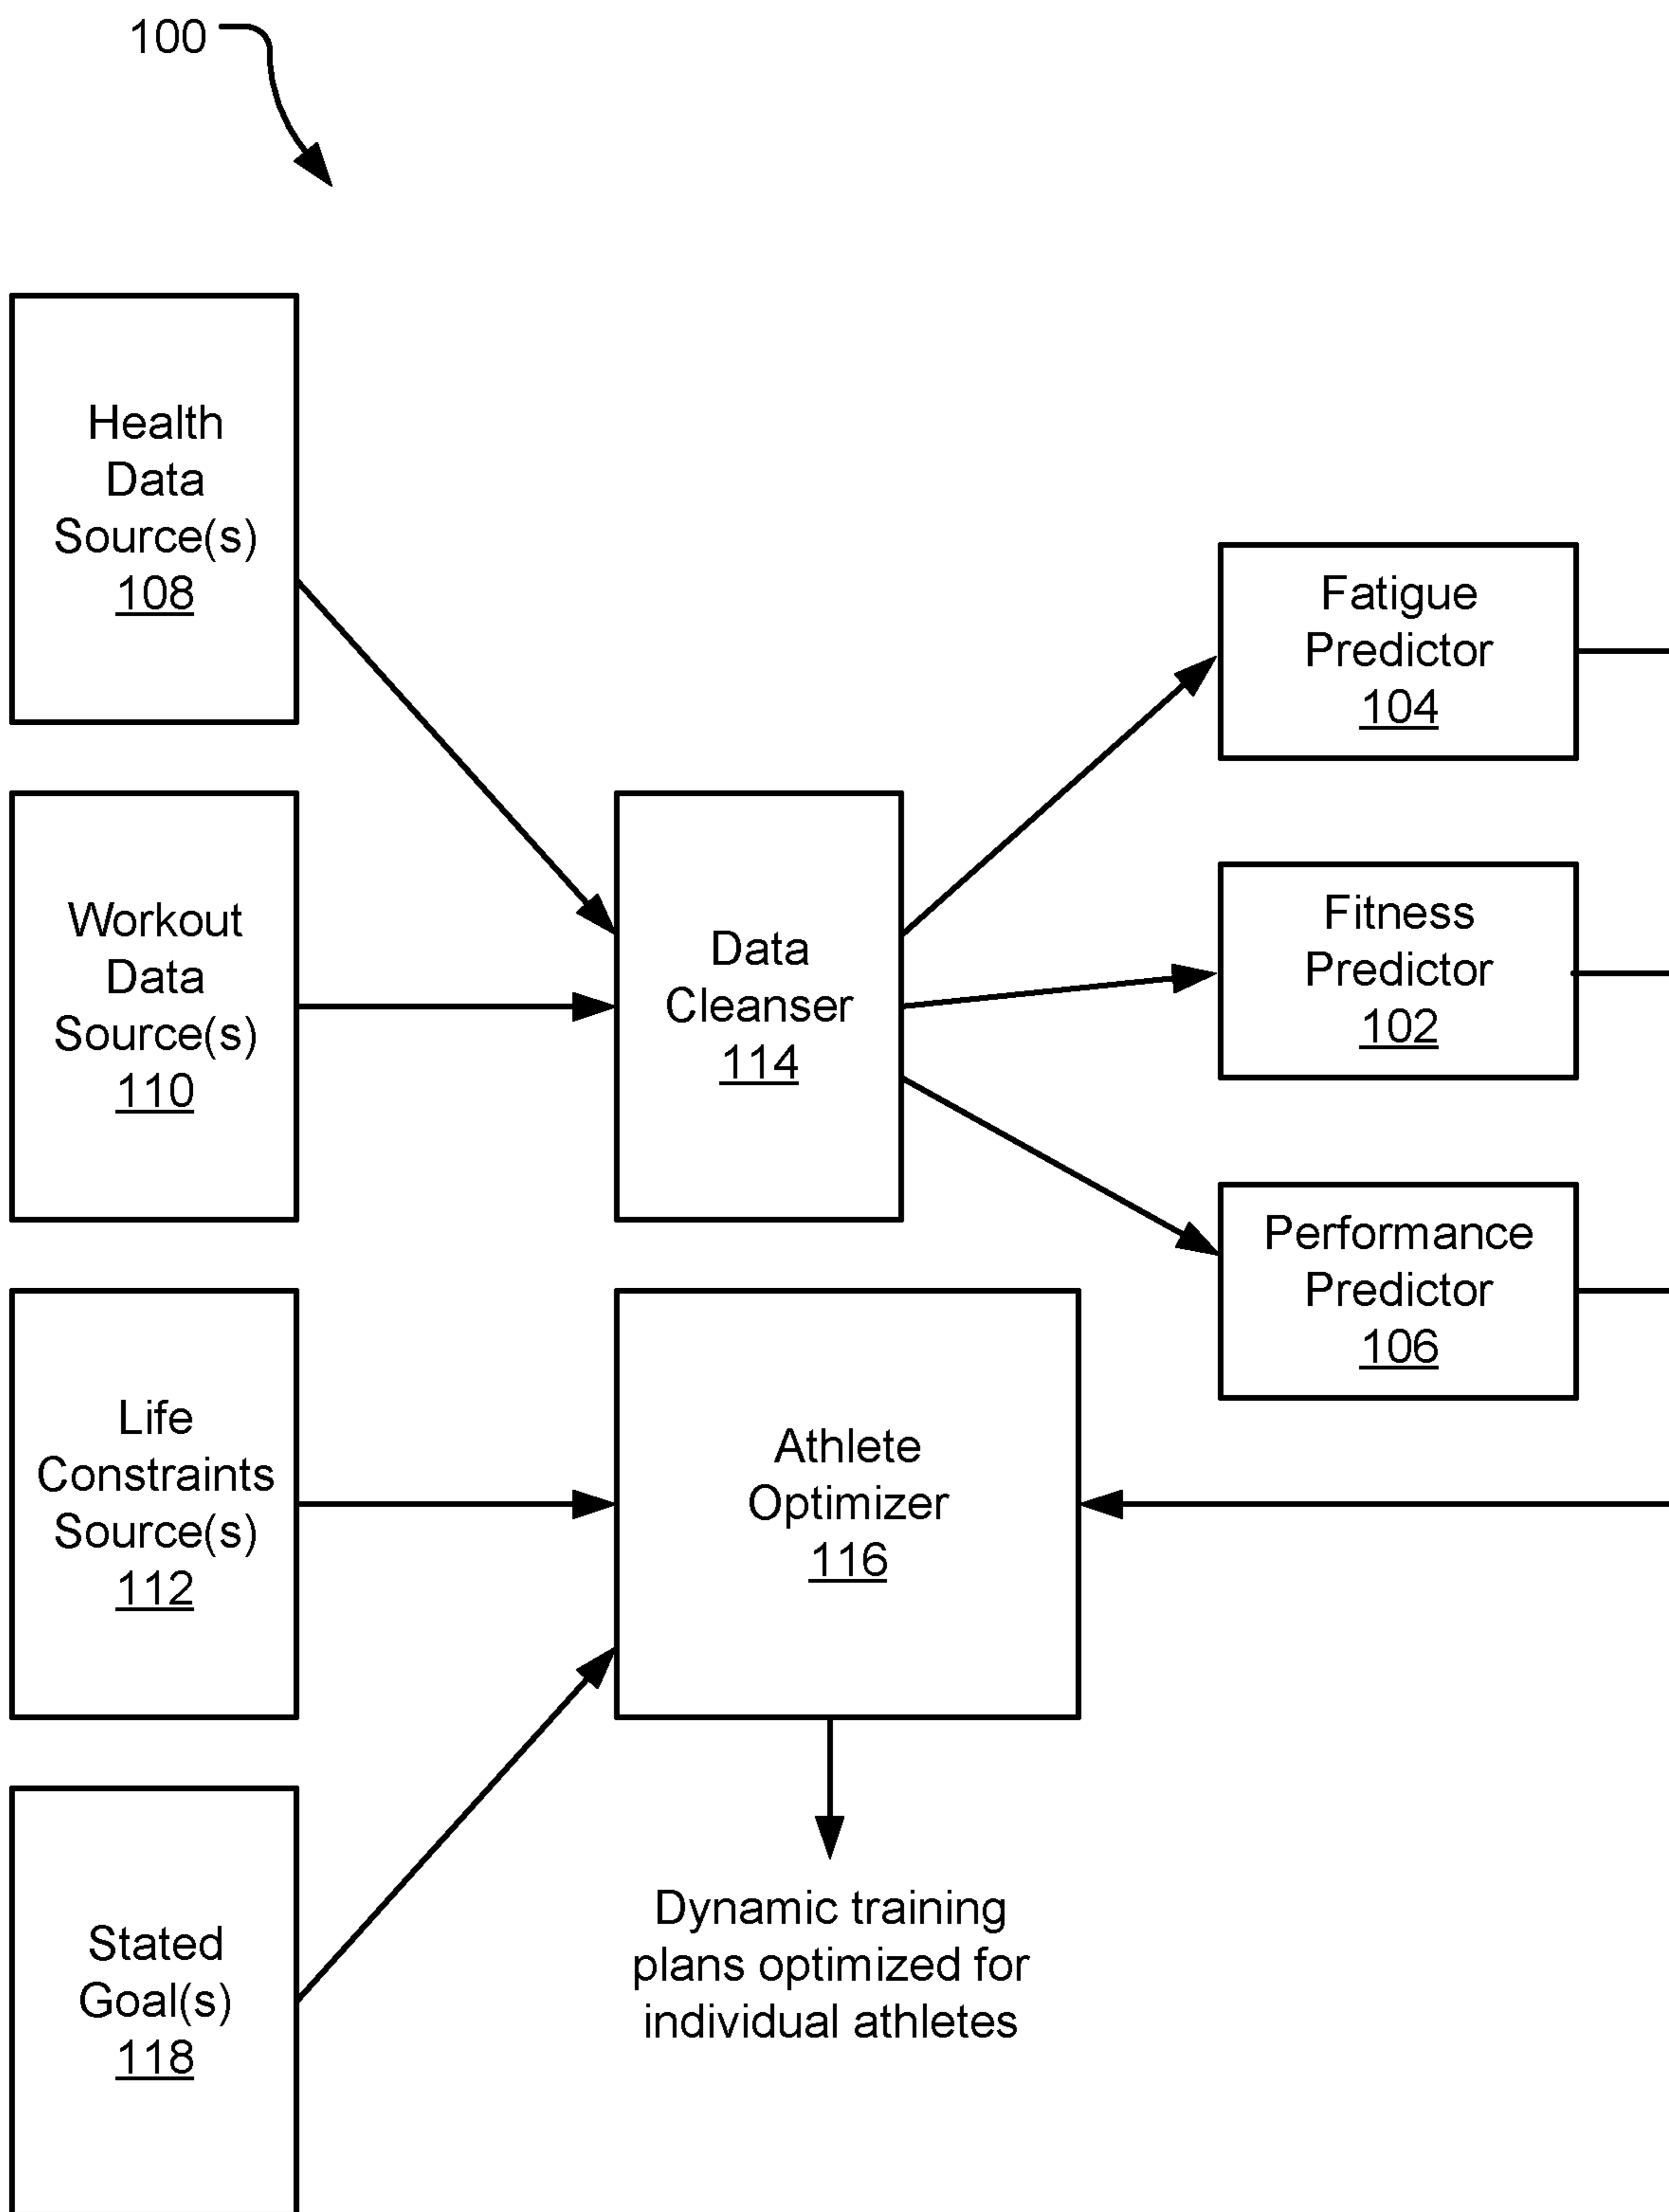 100
Health
Data
Source(s)
108
Workout
Data
Source(s)
110
Life
Constraints
Source(s)
112
Stated
Goal(s)
118
Data
Cleanser
114
Athlete
Optimizer
116
Dynamic training
plans optimized for
individual athletes
Fatigue
Predictor
104
Fitness
Predictor
102
Performance
Predictor
106